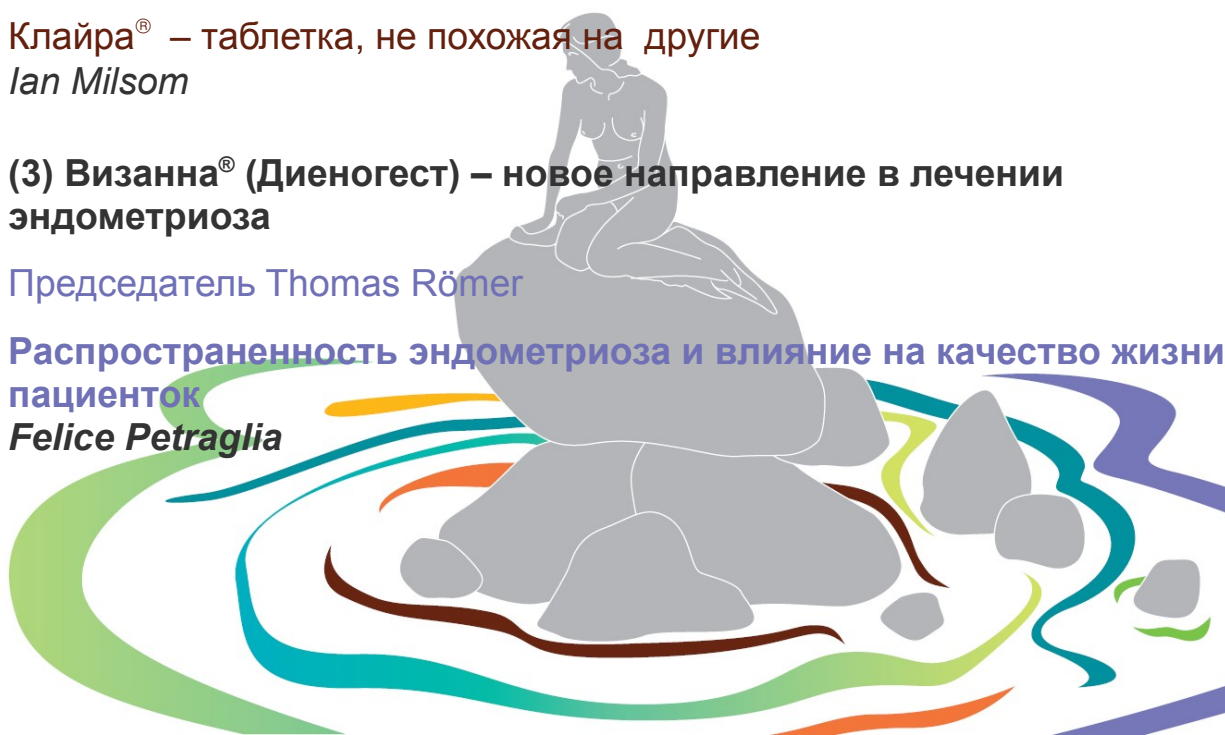 Клайра® – таблетка, не похожая на другие
Ian Milsom
(3) Визанна® (Диеногест) – новое направление в лечении
эндометриоза
Председатель Thomas Römer
Распространенность эндометриоза и влияние на качество жизни
пациенток
Felice Petraglia